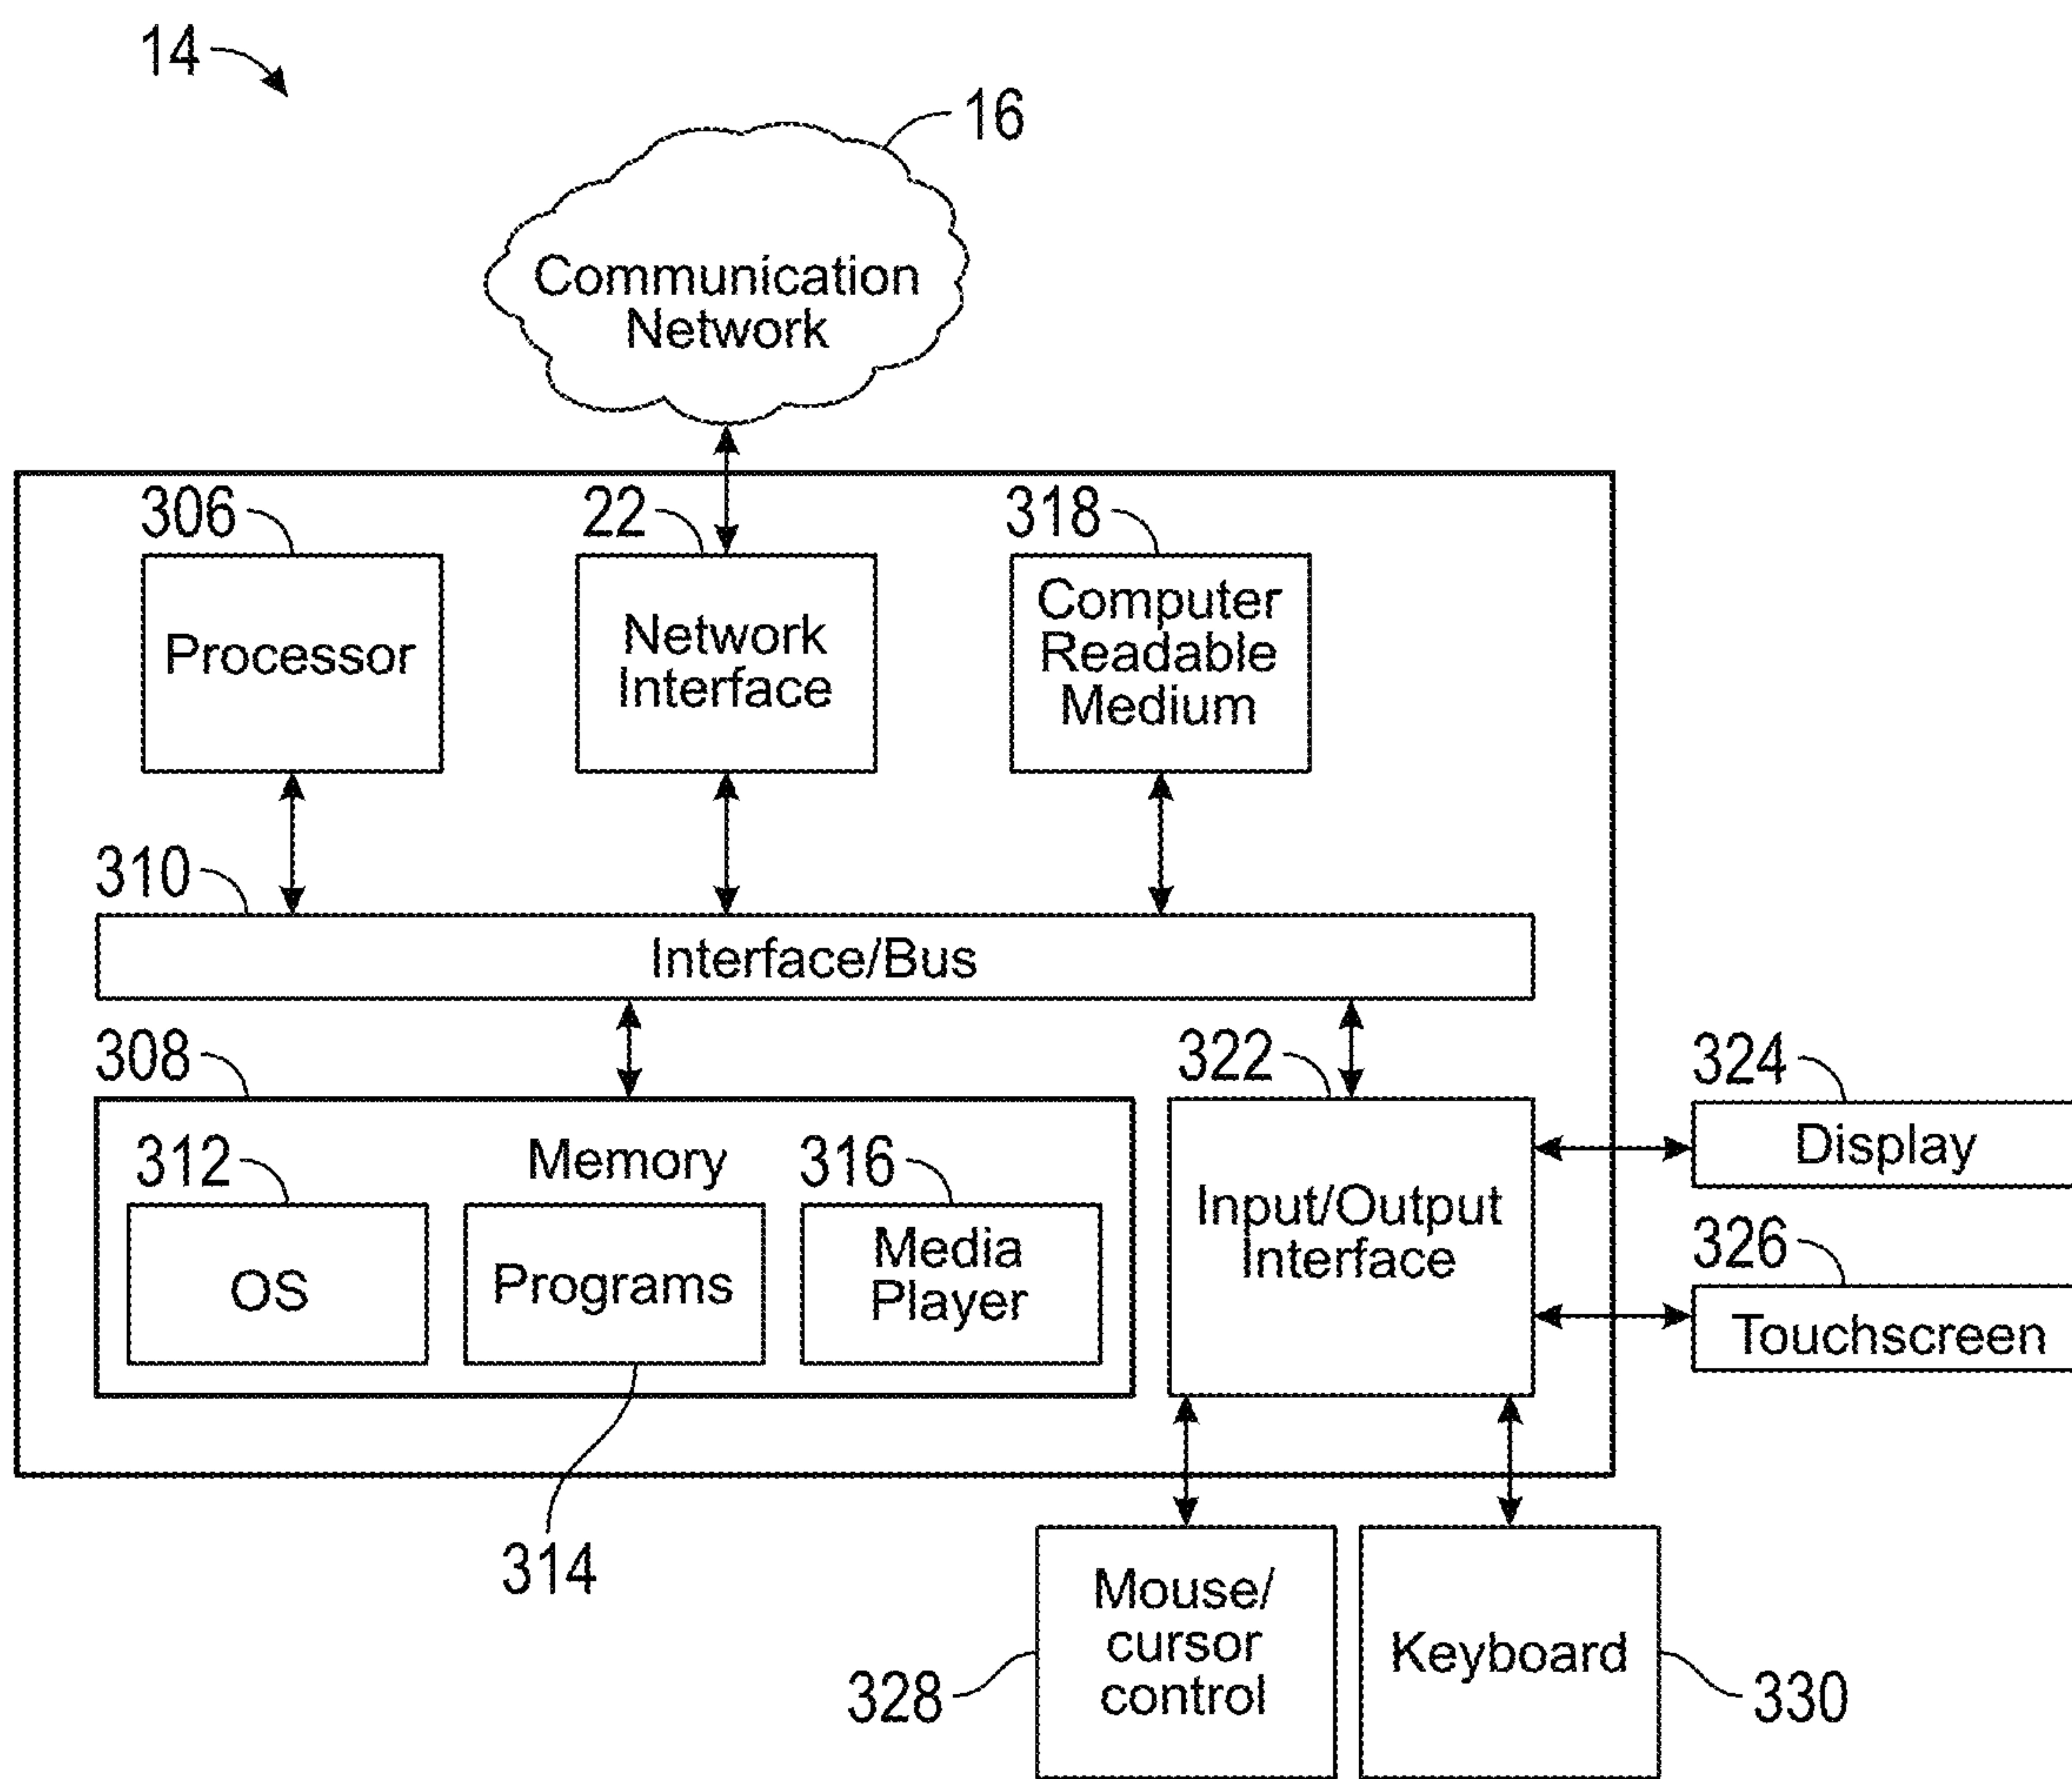 14
16
Communication
Network
306
22
318
Processor
Network
Interface
Computer
Readable
Medium
310
Interface/Bus
308
322
324
Display
312
Memory
316
OS
Programs
Media
Player
Input/Output
Interface
326
Touchscreen
314
Mouse/
cursor
control
Keyboard
328
330